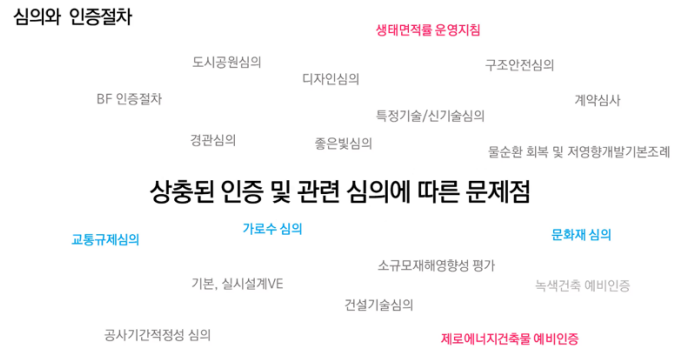 심의와 인증절차
생태면적률 운영지침
도시공원심의
구조안전심의
디자인심의
BF 인증절차
계약심사
특정기술/신기술심의
경관심의
좋은빛심의
물순환 회복 및 저영향개발기본조례
상충된 인증 및 관련 심의에 따른 문제점
가로수 심의
교통규제심의
문화재 심의
소규모재해영향성 평가
기본, 실시설계VE
녹색건축 예비인증
건설기술심의
공사기간적정성 심의
제로에너지건축물 예비인증